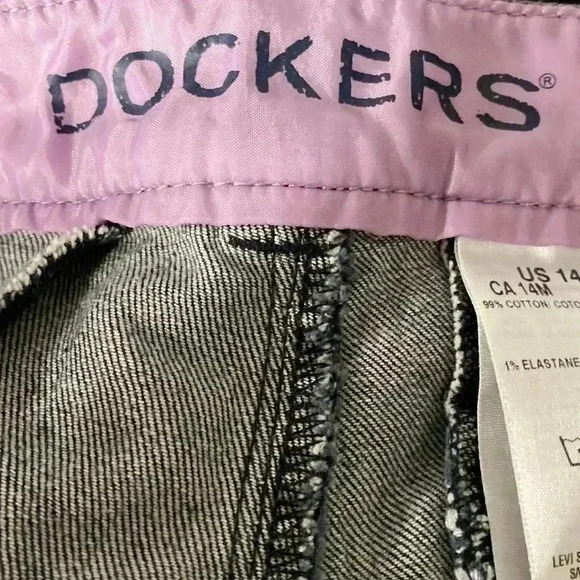 DOCKERS®
US 14
CA 14M
99% COTTON/ COTO
1% ELASTANE
LEVI S